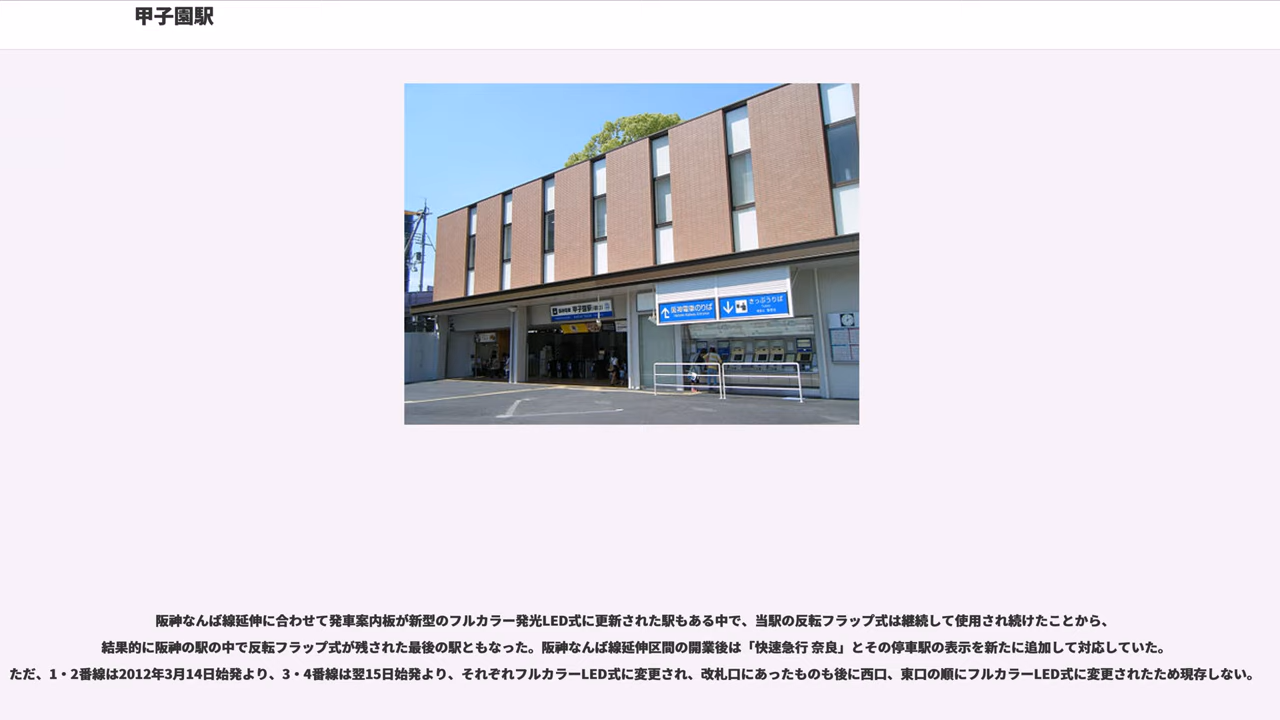 甲子園駅
甲子園駅
阪神電車のりば
きっぷうりば
阪神なんば線延伸に合わせて発車案内板が新型のフルカラー発光LED式に更新された駅もある中で、当駅の反転フラップ式は継続して使用され続けたことから、
結果的に阪神の駅の中で反転フラップ式が残された最後の駅ともなった。阪神なんば線延伸区間の開業後は「快速急行 奈良」とその停車駅の表示を新たに追加して対応していた。
ただ、1・2番線は2012年3月14日始発より、3・4番線は翌15日始発より、それぞれフルカラーLED式に変更され、改札口にあったものも後に西口、東口の順にフルカラーLED式に変更されたため現存しない。